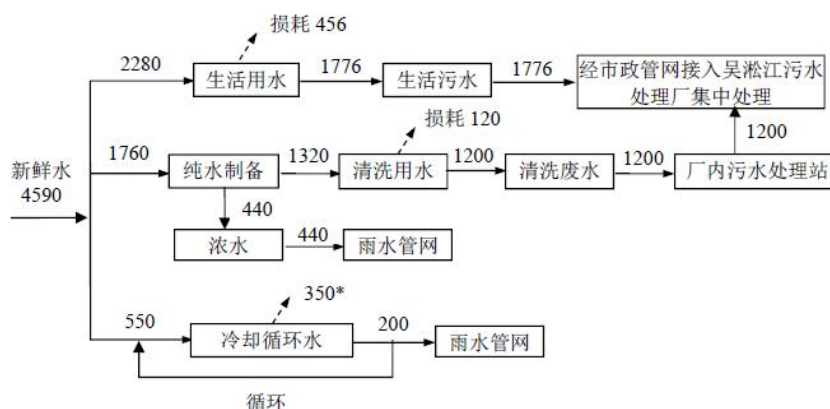 损耗 456
2280
生活用水
1776
生活污水
1776
经市政管网接入吴淞江污水
处理厂集中处理
损耗 120
1200
新鲜水
4590
1760
纯水制备
1320
清洗用水
1200
清洗废水
1200
厂内污水处理站
440
浓水
440
雨水管网
350*
550
冷却循环水
200
雨水管网
循环